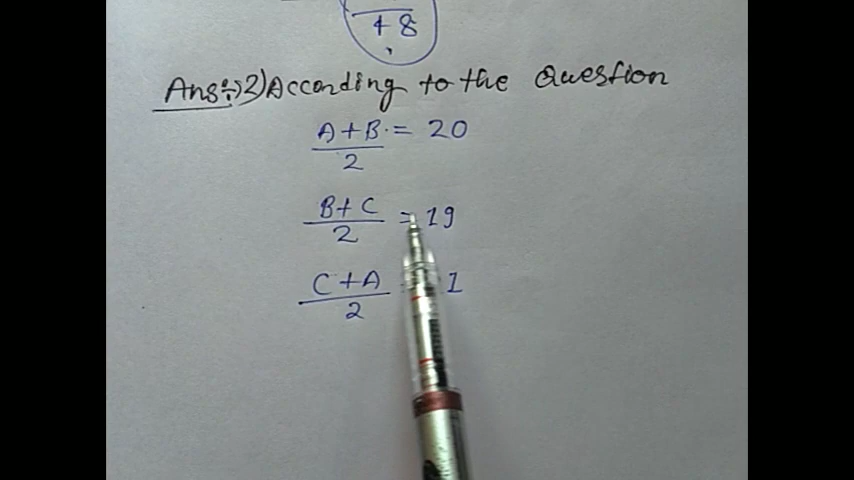 48
Ans:→2) According to the Question
A+B = 20
2
B+C = 19
2
C+A
2